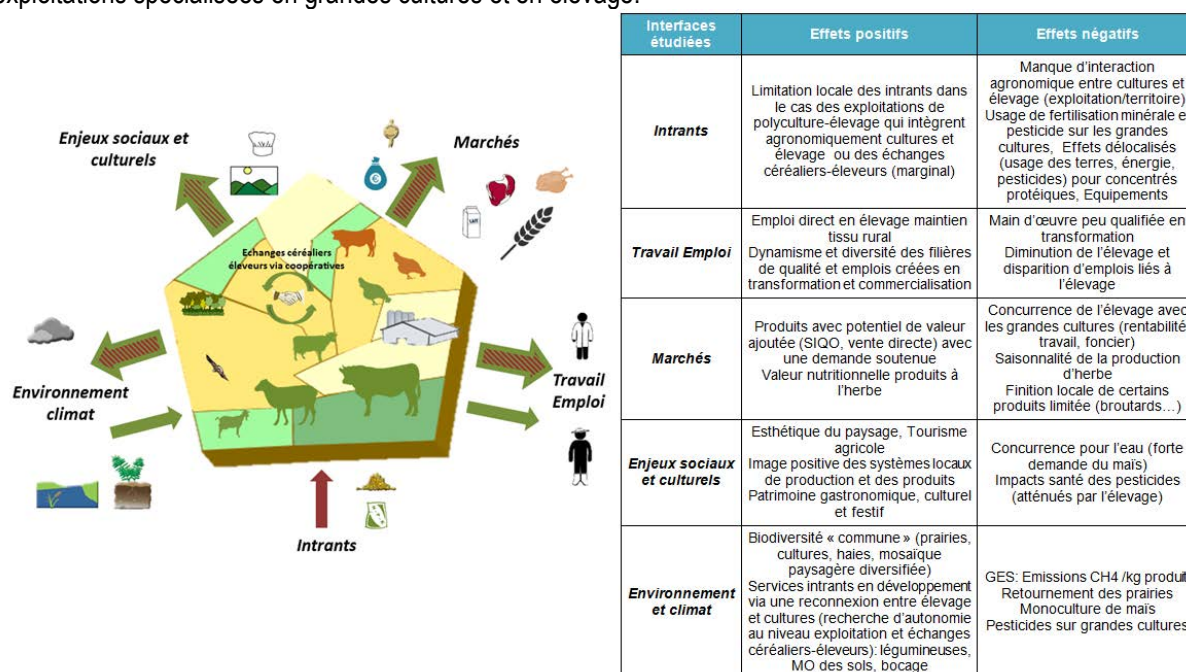 exploitations spécialisées en grandes cultures et en élevage.
Enjeux sociaux et
culturels
Marchés
Echanges céréaliers
éleveurs via coopératives
LAIT
Environnement
climat
Travail
Emploi
Intrants
Interfaces
étudiées
Effets positifs
Effets négatifs
Intrants
Limitation locale des intrants dans
le cas des exploitations de
polyculture-élevage qui intègrent
agronomiquement cultures et
élevage ou des échanges
céréaliers-éleveurs (marginal)
Manque d'interaction
agronomique entre cultures et
élevage (exploitation/territoire)
Usage de fertilisation minérale e
pesticide sur les grandes
cultures, Effets délocalisés
(usage des terres, énergie,
pesticides) pour concentrés
protéiques, Equipements
Travail Emploi
Emploi direct en élevage maintien
tissu rural
Dynamisme et diversité des filières
de qualité et emplois créées en
transformation et commercialisation
Main d'œuvre peu qualifiée en
transformation
Diminution de l'élevage et
disparition d'emplois liés à
l'élevage
Marchés
Produits avec potentiel de valeur
ajoutée (SIQO, vente directe) avec
une demande soutenue
Valeur nutritionnelle produits à
l'herbe
Concurrence de l'élevage avec
les grandes cultures (rentabilité
travail, foncier)
Saisonnalité de la production
d'herbe
Finition locale de certains
produits limitée (broutards…)
Enjeux sociaux
et culturels
Esthétique du paysage, Tourisme
agricole
Image positive des systèmes locaux
de production et des produits
Patrimoine gastronomique, culturel
et festif
Concurrence pour l'eau (forte
demande du maïs)
Impacts santé des pesticides
(atténués par l'élevage)
Environnement
et climat
Biodiversité « commune » (prairies,
cultures, haies, mosaïque
paysagère diversifiée)
Services intrants en développement
via une reconnexion entre élevage
et cultures (recherche d'autonomie
au niveau exploitation et échanges
céréaliers-éleveurs): légumineuses,
MO des sols, bocage
GES: Emissions CH4 /kg produit
Retournement des prairies
Monoculture de maïs
Pesticides sur grandes cultures